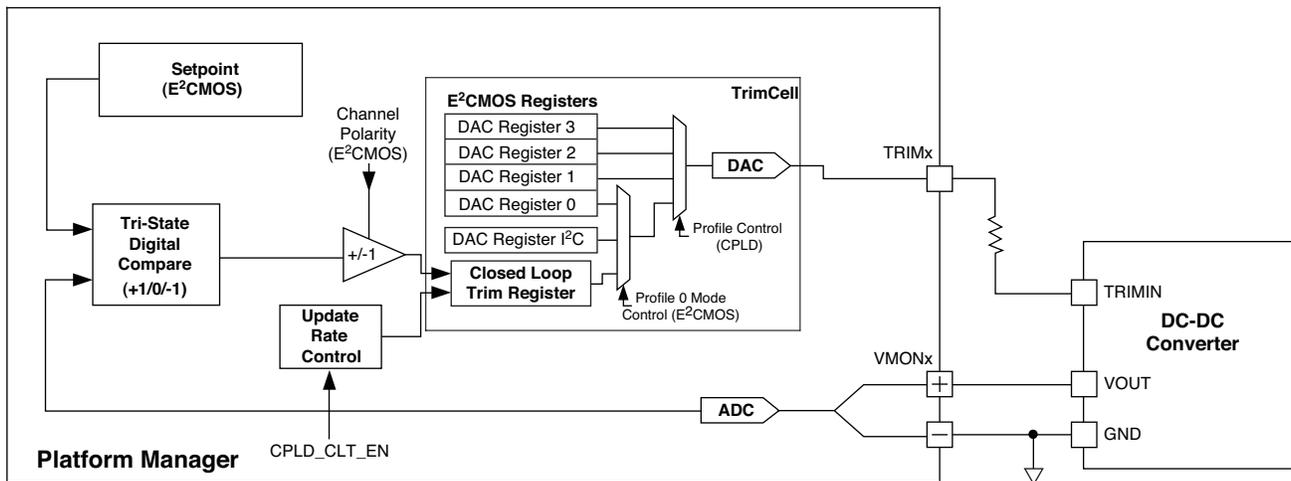 Setpoint
(E²CMOS)
Channel
Polarity
(E²CMOS)
E²CMOS Registers
TrimCell
DAC Register 3
DAC Register 2
DAC Register 1
DAC Register 0
DAC Register I²C
Closed Loop
Trim Register
DAC
Profile Control
(CPLD)
Profile 0 Mode
Control (E²CMOS)
Tri-State
Digital
Compare
(+1/0/-1)
+/-1
Update
Rate
Control
CPLD_CLT_EN
ADC
TRIMx
VMONx
+
−
TRIMIN
DC-DC
Converter
VOUT
GND
Platform Manager